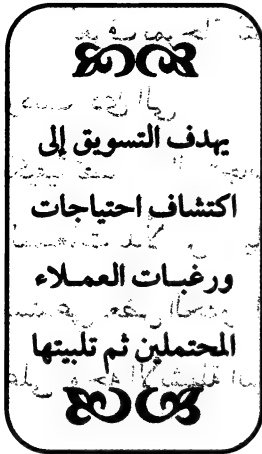 يهدف التسويق إلى
اكتشاف احتياجات
ورغبات العملاء
المحتملين ثم تلبيتها